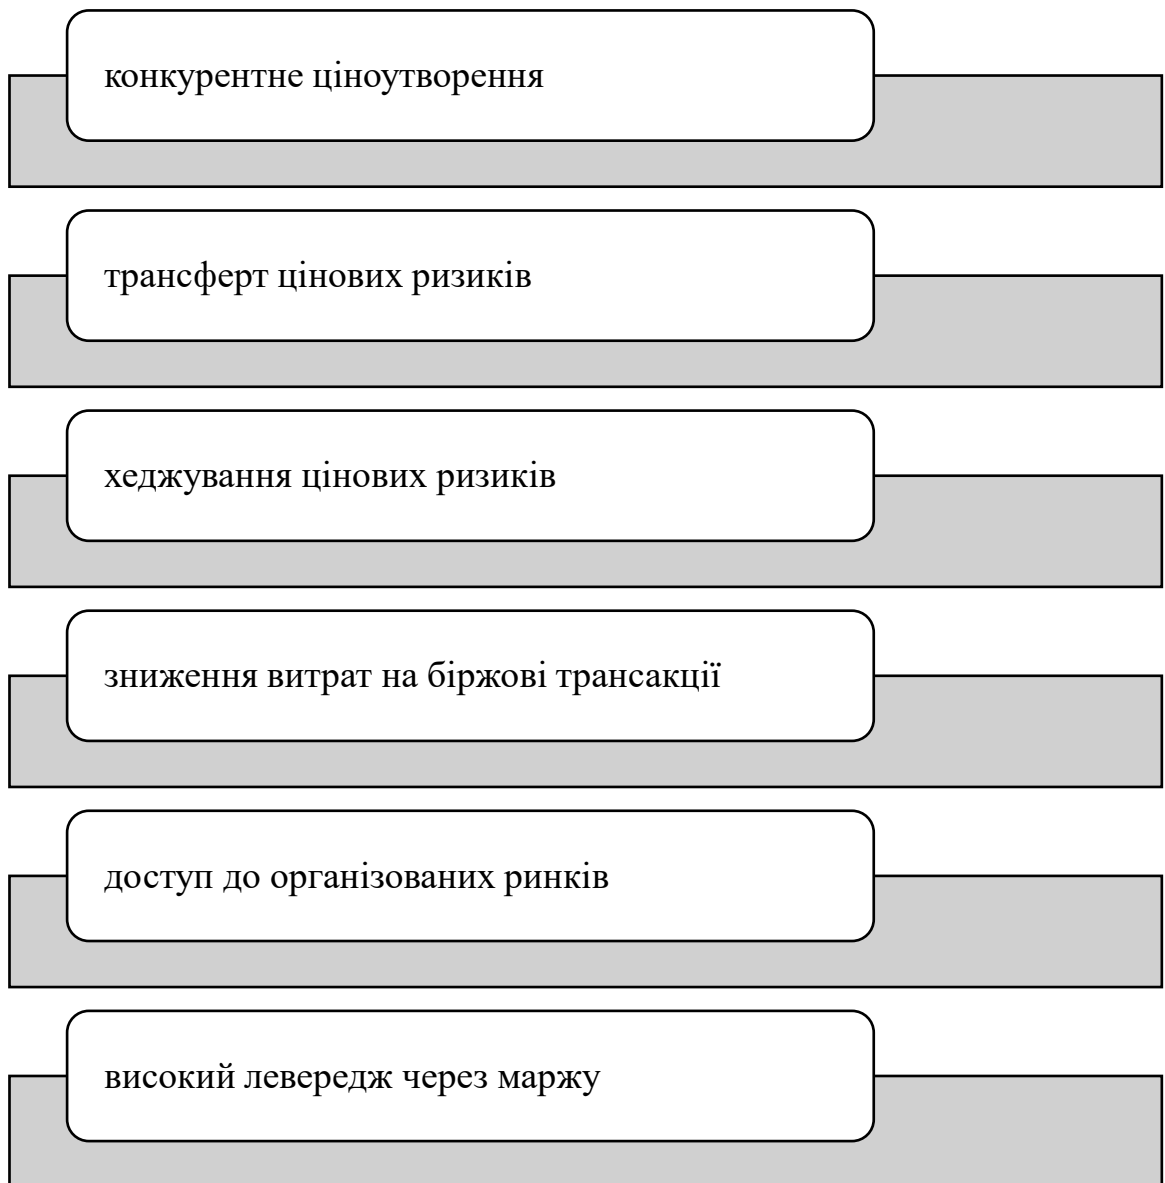 конкурентне ціноутворення
трансферт цінових ризиків
хеджування цінових ризиків
зниження витрат на біржові трансакції
доступ до організованих ринків
високий левередж через маржу